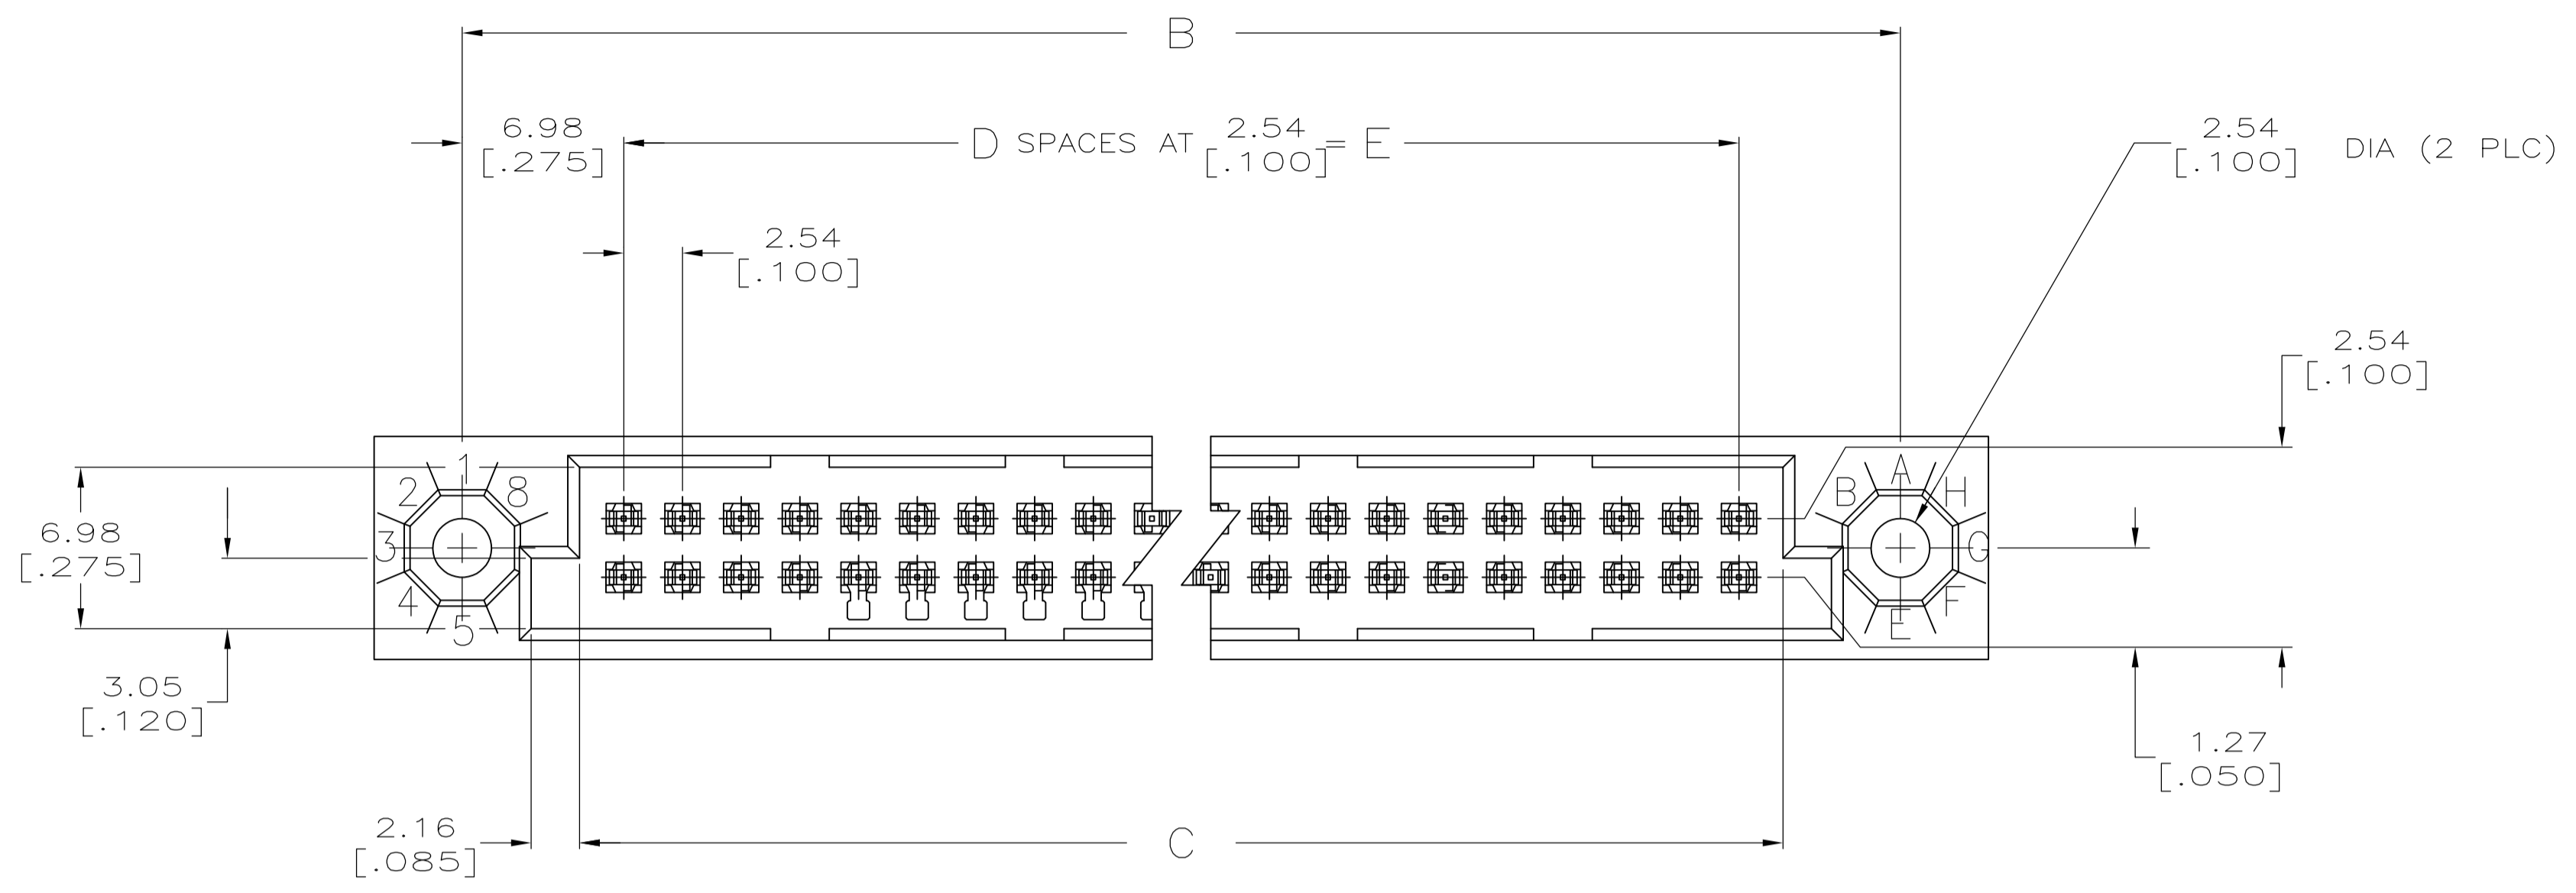 B
6.98
[.275]
D SPACES AT 2.54 [.100] = E
2.54
[.100]
DIA (2 PLC)
2.54
[.100]
2.54
[.100]
1
2
8
3
4
5
A
B
H
G
F
E
6.98
[.275]
3.05
[.120]
1.27
[.050]
2.16
[.085]
C